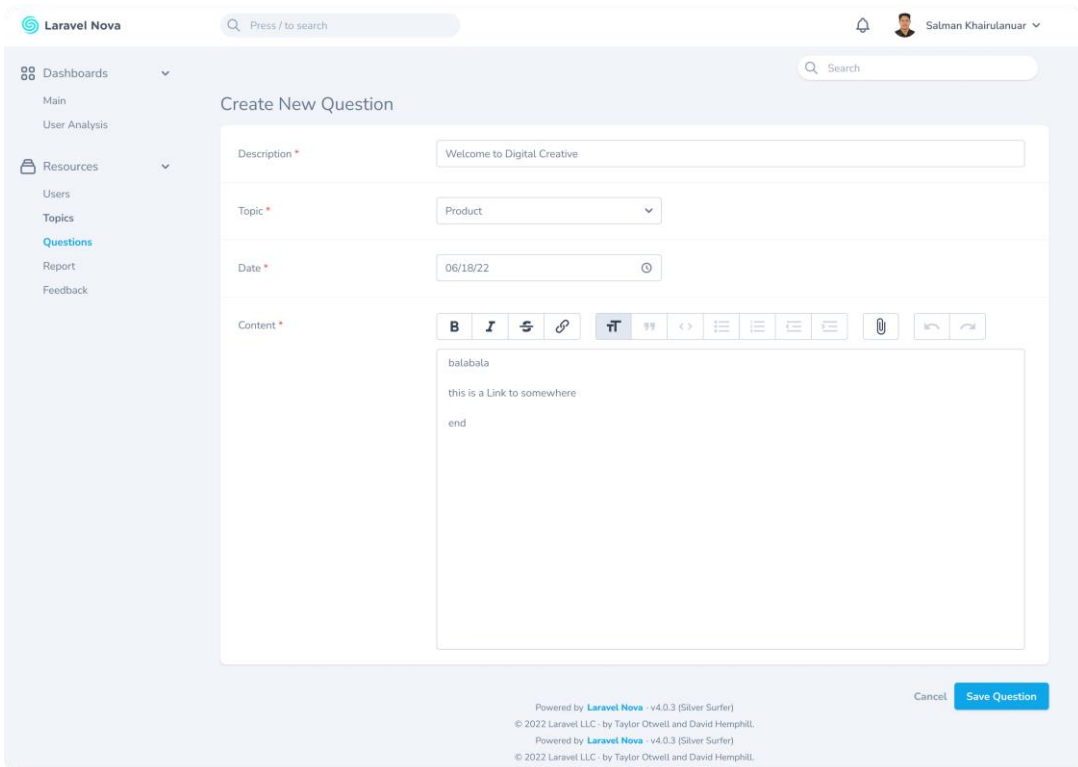 Laravel Nova
Press / to search
Salman Khairulanuar
Dashboards
Main
User Analysis
Resources
Users
Topics
Questions
Report
Feedback
Search
Create New Question
Description *
Welcome to Digital Creative
Topic *
Product
Date *
06/18/22
Content *
B I S
balabala
this is a Link to somewhere
end
Cancel
Save Question
Powered by Laravel Nova · v4.0.3 (Silver Surfer)
© 2022 Laravel LLC · by Taylor Otwell and David Hemphill.
Powered by Laravel Nova · v4.0.3 (Silver Surfer)
© 2022 Laravel LLC · by Taylor Otwell and David Hemphill.